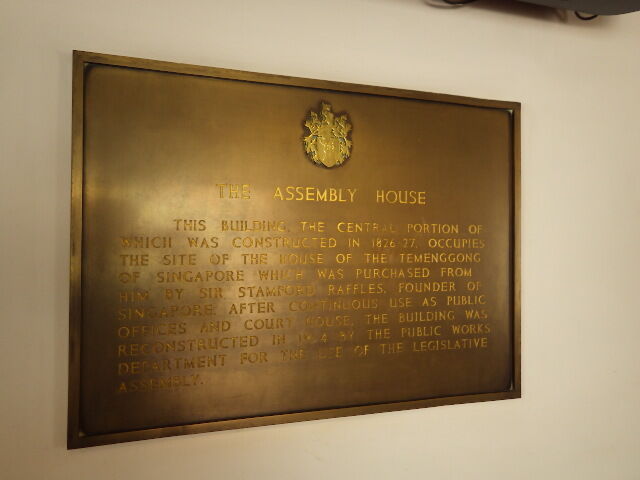 THE ASSEMBLY HOUSE
THIS BUILDING, THE CENTRAL PORTION OF
WHICH WAS CONSTRUCTED IN 1826-27, OCCUPIES
THE SITE OF THE HOUSE OF THE TEMENGGONG
OF SINGAPORE WHICH WAS PURCHASED FROM
HIM BY SIR STAMFORD RAFFLES, FOUNDER OF
SINGAPORE. AFTER CONTINUOUS USE AS PUBLIC
OFFICES AND COURT HOUSE, THE BUILDING WAS
RECONSTRUCTED IN BY THE PUBLIC WORKS
DEPARTMENT FOR THE USE OF THE LEGISLATIVE
ASSEMBLY.